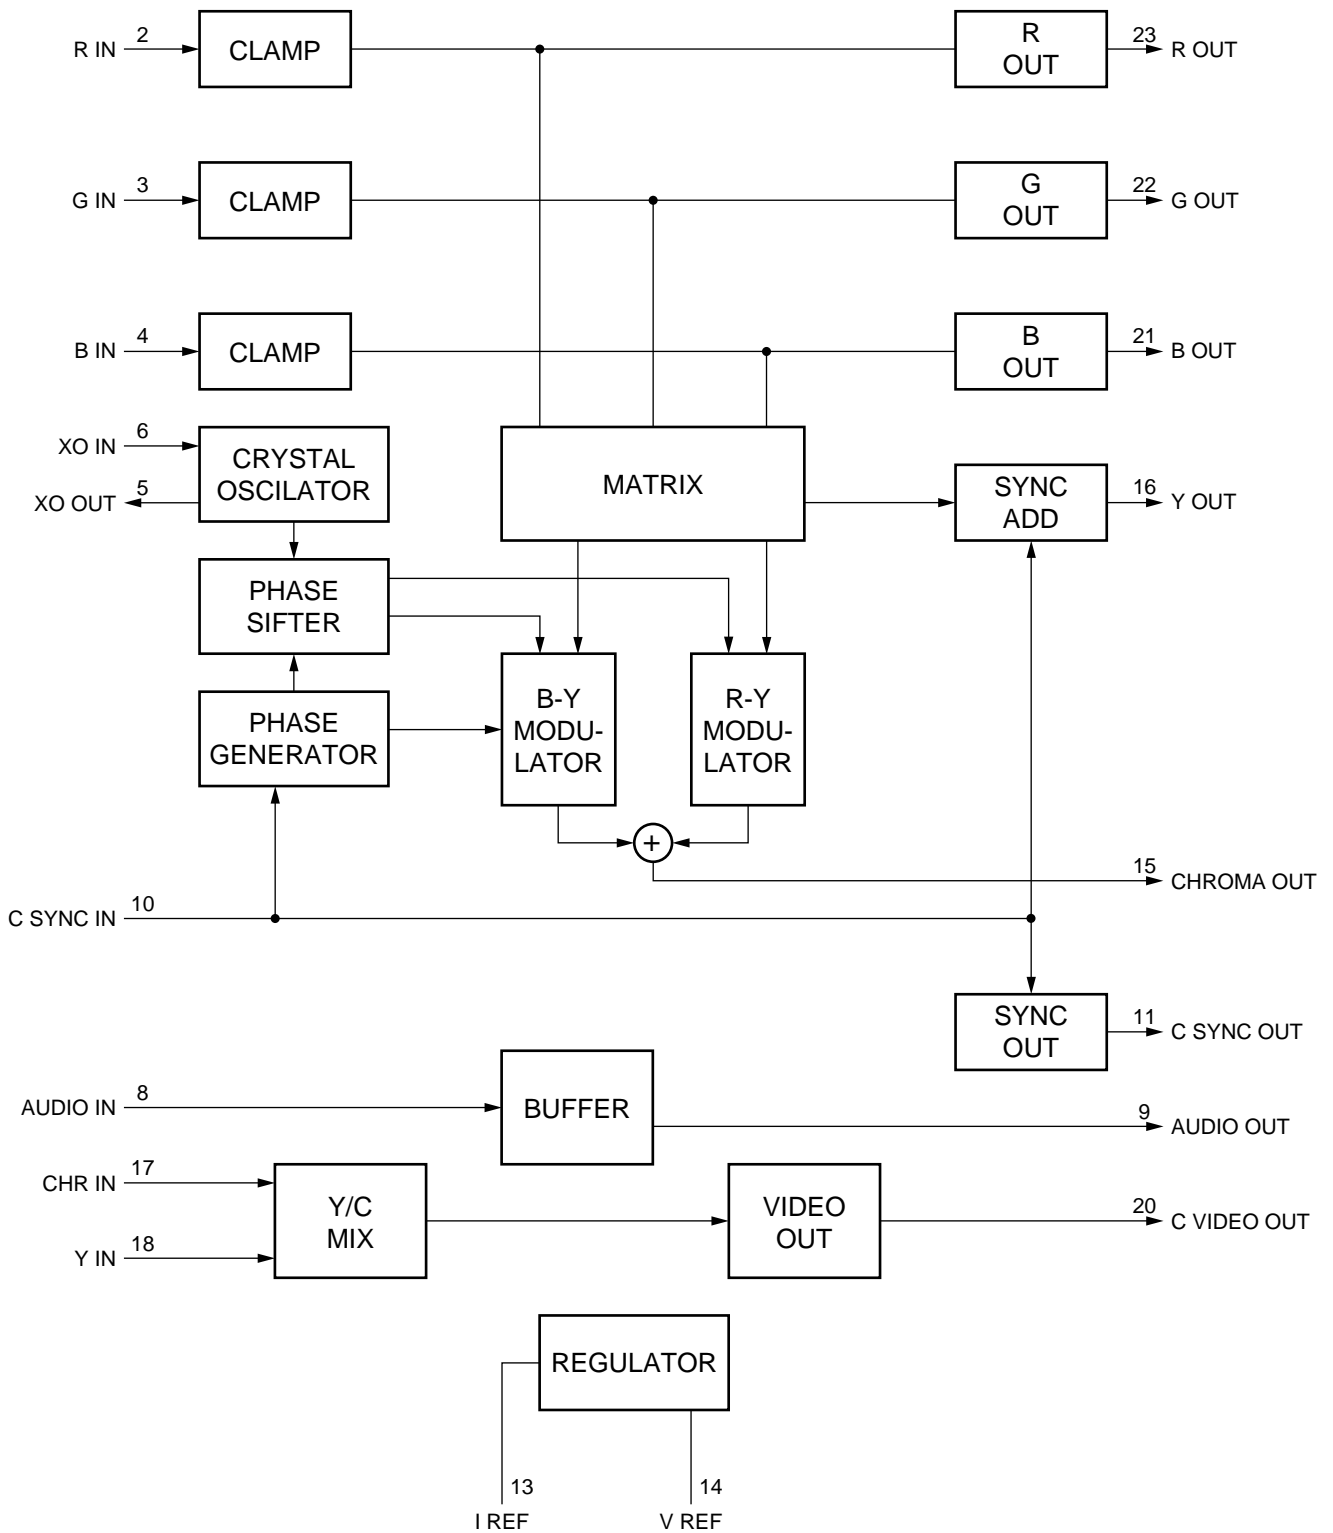 R IN
2
CLAMP
R
OUT
23
R OUT
G IN
3
CLAMP
G
OUT
22
G OUT
B IN
4
CLAMP
B
OUT
21
B OUT
XO IN
6
XO OUT
5
CRYSTAL
OSCILATOR
MATRIX
SYNC
ADD
16
Y OUT
PHASE
SIFTER
PHASE
GENERATOR
B-Y
MODU-
LATOR
R-Y
MODU-
LATOR
+
15
CHROMA OUT
C SYNC IN
10
SYNC
OUT
11
C SYNC OUT
AUDIO IN
8
BUFFER
9
AUDIO OUT
CHR IN
17
Y IN
18
Y/C
MIX
VIDEO
OUT
20
C VIDEO OUT
REGULATOR
13
I REF
14
V REF